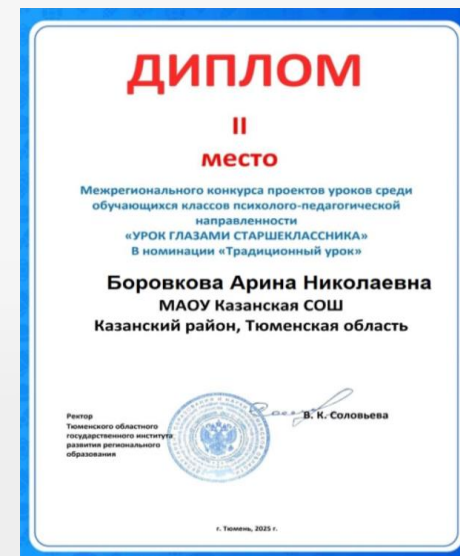 ДИПЛОМ
II
место
Межрегионального конкурса проектов уроков среди
обучающихся классов психолого-педагогической
направленности
«УРОК ГЛАЗАМИ СТАРШЕКЛАССНИКА»
В номинации «Традиционный урок»
Боровкова Арина Николаевна
МАОУ Казанская СОШ
Казанский район, Тюменская область
Ректор
Тюменского областного
государственного института
развития регионального
образования
В. К. Соловьева
г. Тюмень, 2025 г.